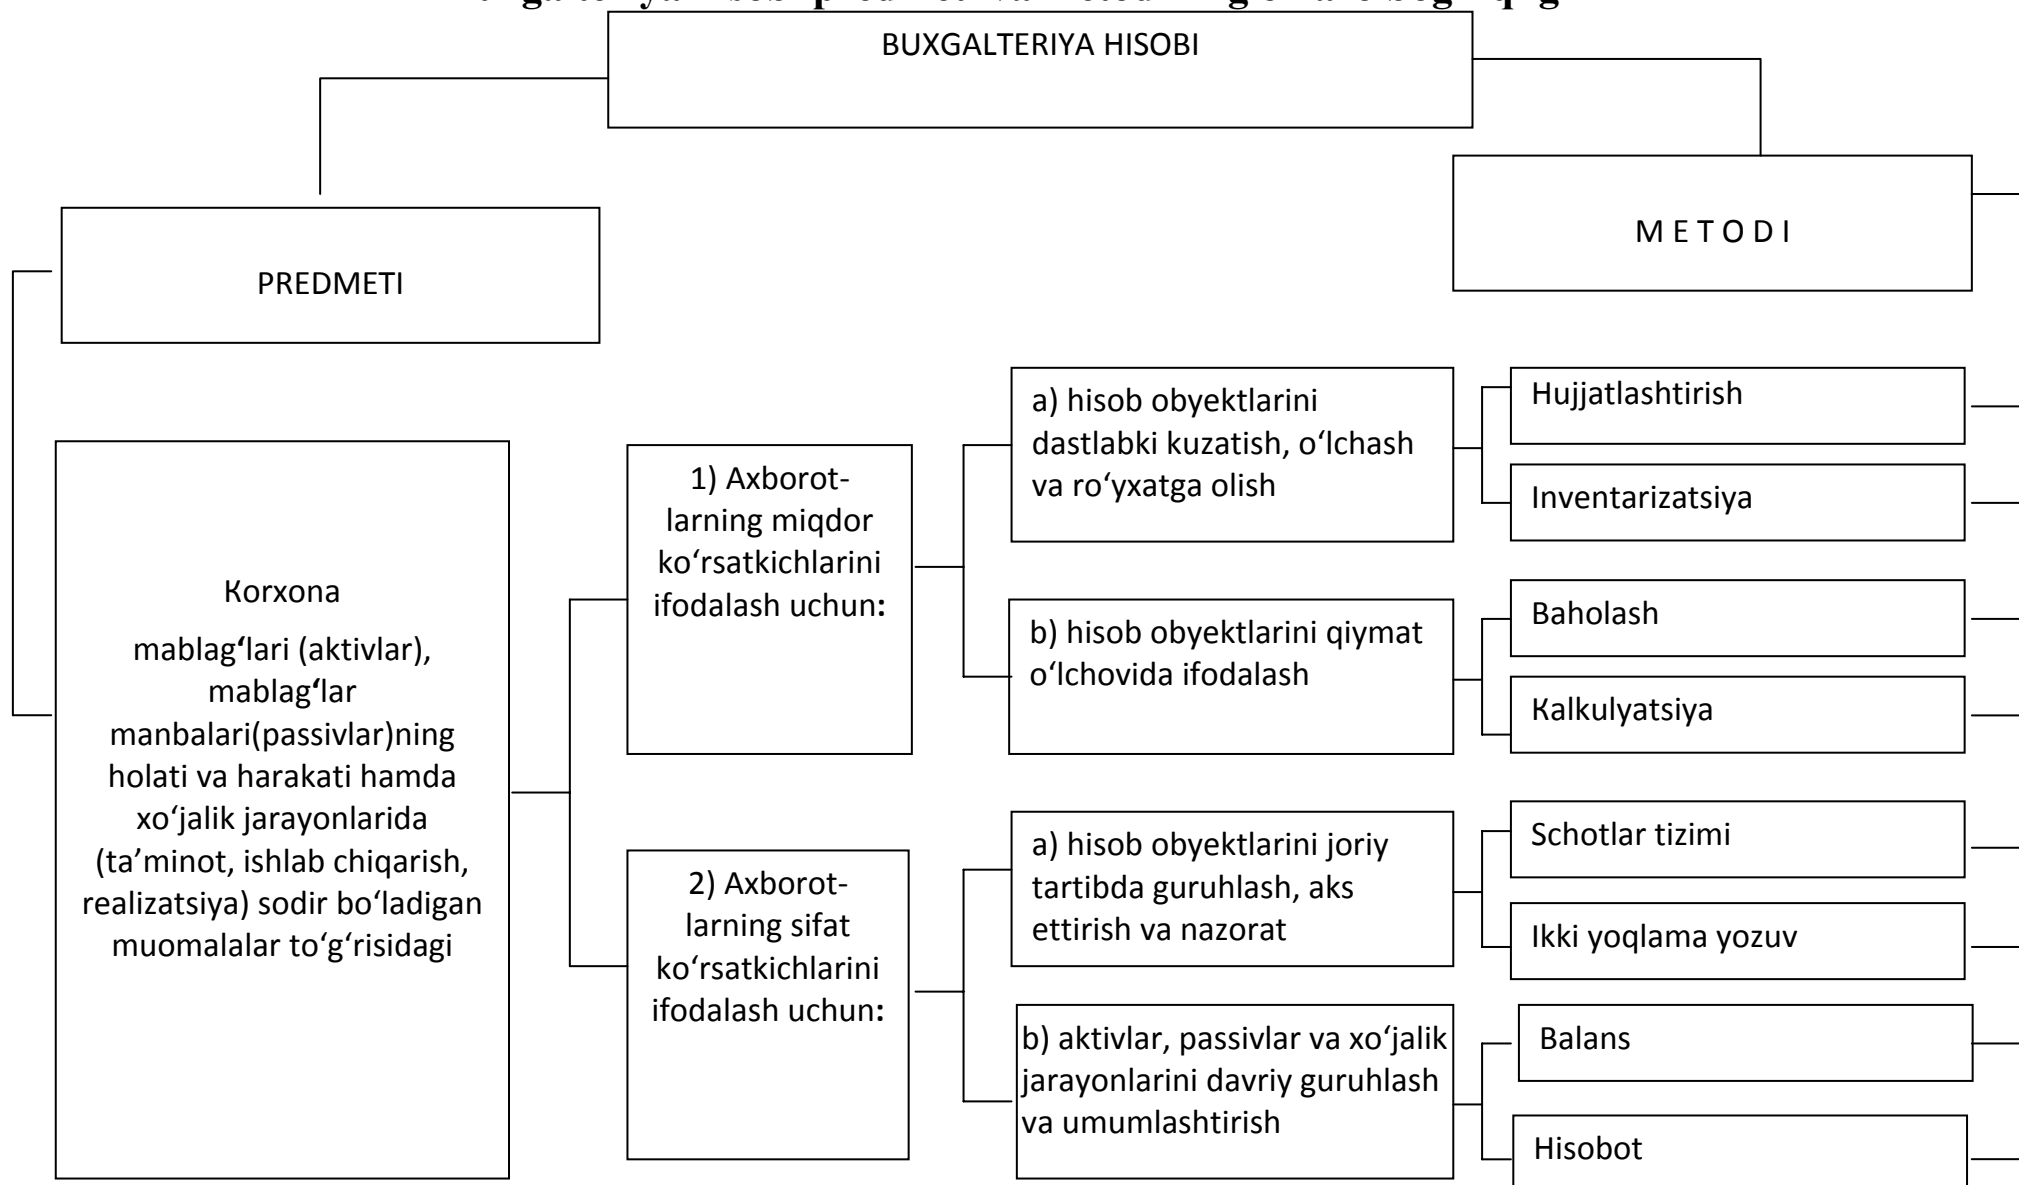 BUXGALTERIYA HISOBI
M E T O D I
PREDMETI
Korxona
mablag‘lari (aktivlar),
mablag‘lar
manbalari(passivlar)ning
holati va harakati hamda
xo‘jalik jarayonlarida
(ta’minot, ishlab chiqarish,
realizatsiya) sodir bo‘ladigan
muomalalar to‘g‘risidagi
1) Axborot-
larning miqdor
ko‘rsatkichlarini
ifodalash uchun:
a) hisob obyektlarini
dastlabki kuzatish, o‘lchash
va ro‘yxatga olish
Hujjatlashtirish
Inventarizatsiya
b) hisob obyektlarini qiymat
o‘lchovida ifodalash
Baholash
Kalkulyatsiya
2) Axborot-
larning sifat
ko‘rsatkichlarini
ifodalash uchun:
a) hisob obyektlarini joriy
tartibda guruhlash, aks
ettirish va nazorat
Schotlar tizimi
Ikki yoqlama yozuv
b) aktivlar, passivlar va xo‘jalik
jarayonlarini davriy guruhlash
va umumlashtirish
Balans
Hisobot